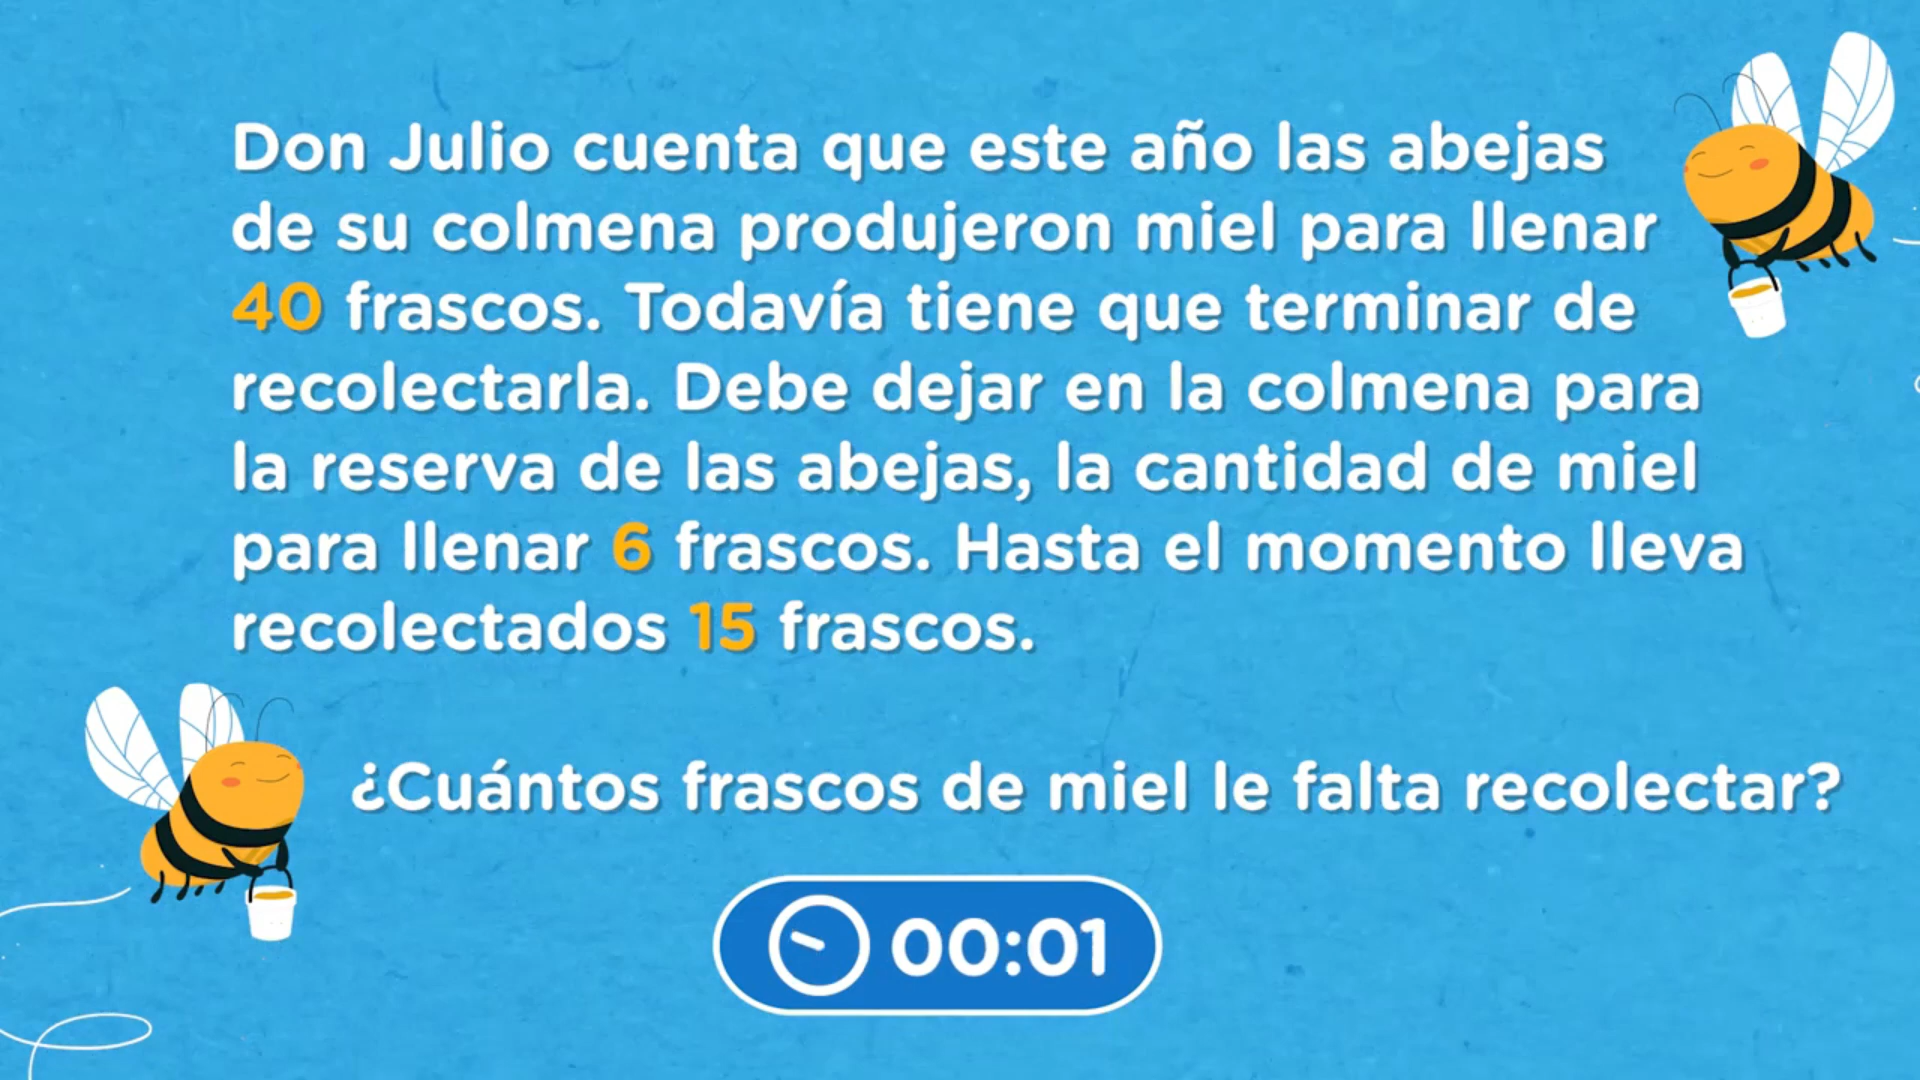 Don Julio cuenta que este año las abejas
de su colmena produjeron miel para llenar
40 frascos. Todavía tiene que terminar de
recolectarla. Debe dejar en la colmena para
la reserva de las abejas, la cantidad de miel
para llenar 6 frascos. Hasta el momento lleva
recolectados 15 frascos.
¿Cuántos frascos de miel le falta recolectar?
00:01